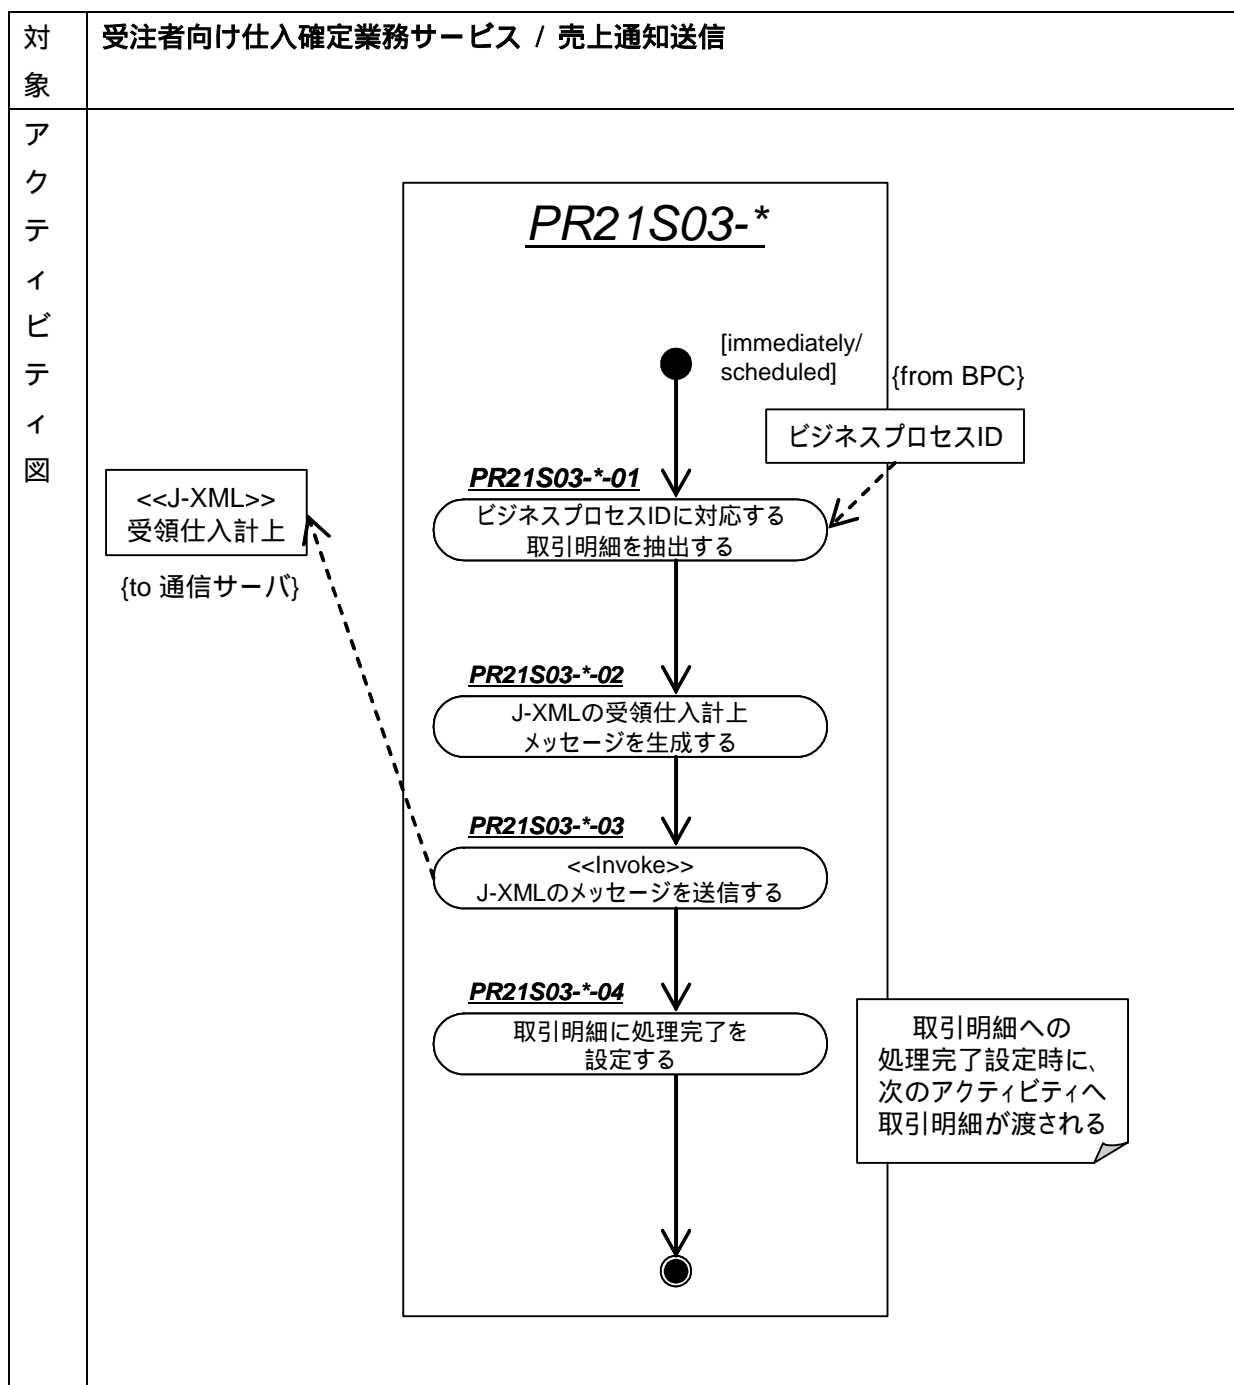 対
象
受注者向け仕入確定業務サービス / 売上通知送信
ア
ク
テ
ィ
ビ
テ
ィ
図
PR21S03-*
[immediately/
scheduled]
{from BPC}
ビジネスプロセスID
PR21S03-*-01
ビジネスプロセスIDに対応する
取引明細を抽出する
<<J-XML>>
受領仕入計上
{to 通信サーバ}
PR21S03-*-02
J-XMLの受領仕入計上
メッセージを生成する
PR21S03-*-03
<<Invoke>>
J-XMLのメッセージを送信する
PR21S03-*-04
取引明細に処理完了を
設定する
取引明細への
処理完了設定時に、
次のアクティビティへ
取引明細が渡される